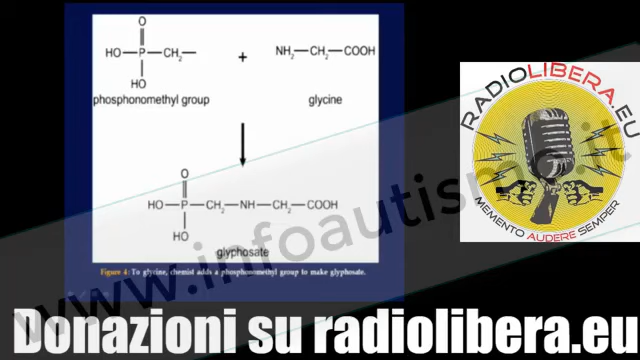 O
HO—P—CH2—
HO
phosphonomethyl group
+
NH2—CH2—COOH
glycine
O
HO—P—CH2—NH—CH2—COOH
HO
glyphosate
Figure 4: To glycine, chemist adds a phosphonomethyl group to make glyphosate.
RADIOLIBERA.EU
MEMENTO AUDERE SEMPER
www.infoautismo.it
Donazioni su radiolibera.eu